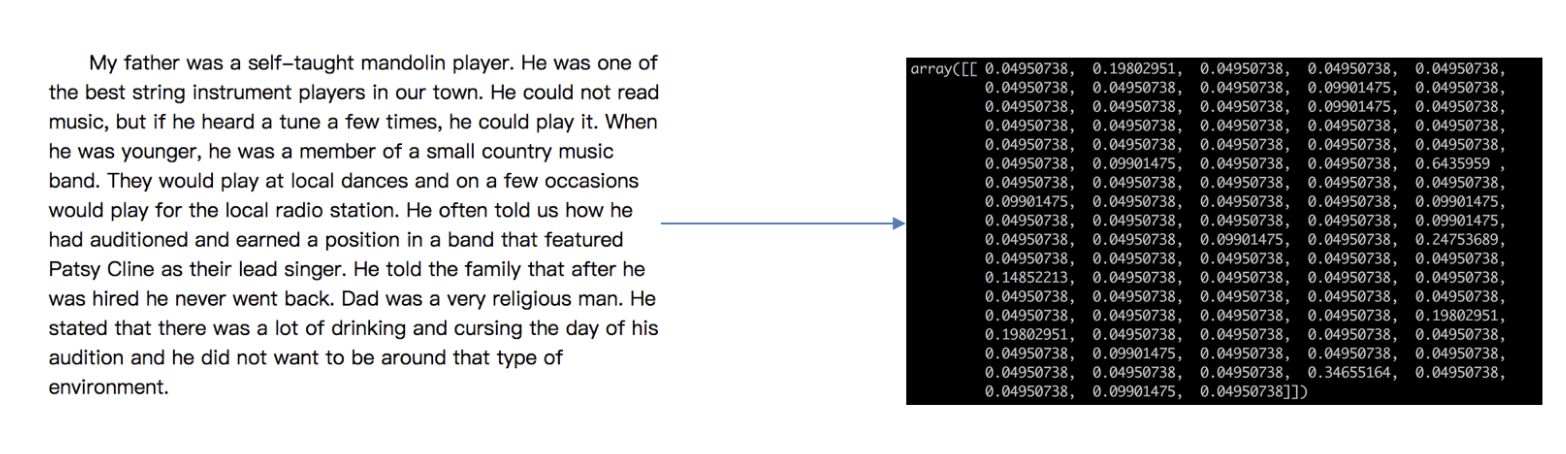 My father was a self-taught mandolin player. He was one of
the best string instrument players in our town. He could not read
music, but if he heard a tune a few times, he could play it. When
he was younger, he was a member of a small country music
band. They would play at local dances and on a few occasions
would play for the local radio station. He often told us how he
had auditioned and earned a position in a band that featured
Patsy Cline as their lead singer. He told the family that after he
was hired he never went back. Dad was a very religious man. He
stated that there was a lot of drinking and cursing the day of his
audition and he did not want to be around that type of
environment.
array([[ 0.04950738, 0.19802951, 0.04950738, 0.04950738, 0.04950738,
0.04950738, 0.04950738, 0.04950738, 0.09901475, 0.04950738,
0.04950738, 0.04950738, 0.04950738, 0.09901475, 0.04950738,
0.04950738, 0.04950738, 0.04950738, 0.04950738, 0.04950738,
0.04950738, 0.04950738, 0.04950738, 0.04950738, 0.04950738,
0.04950738, 0.09901475, 0.04950738, 0.04950738, 0.6435959 ,
0.04950738, 0.04950738, 0.04950738, 0.04950738, 0.04950738,
0.09901475, 0.04950738, 0.04950738, 0.04950738, 0.09901475,
0.04950738, 0.04950738, 0.04950738, 0.04950738, 0.09901475,
0.04950738, 0.04950738, 0.09901475, 0.04950738, 0.24753689,
0.04950738, 0.04950738, 0.04950738, 0.04950738, 0.04950738,
0.14852213, 0.04950738, 0.04950738, 0.04950738, 0.04950738,
0.04950738, 0.04950738, 0.04950738, 0.04950738, 0.04950738,
0.04950738, 0.04950738, 0.04950738, 0.04950738, 0.19802951,
0.19802951, 0.04950738, 0.04950738, 0.04950738, 0.04950738,
0.04950738, 0.09901475, 0.04950738, 0.04950738, 0.04950738,
0.04950738, 0.04950738, 0.04950738, 0.34655164, 0.04950738,
0.04950738, 0.09901475, 0.04950738]])